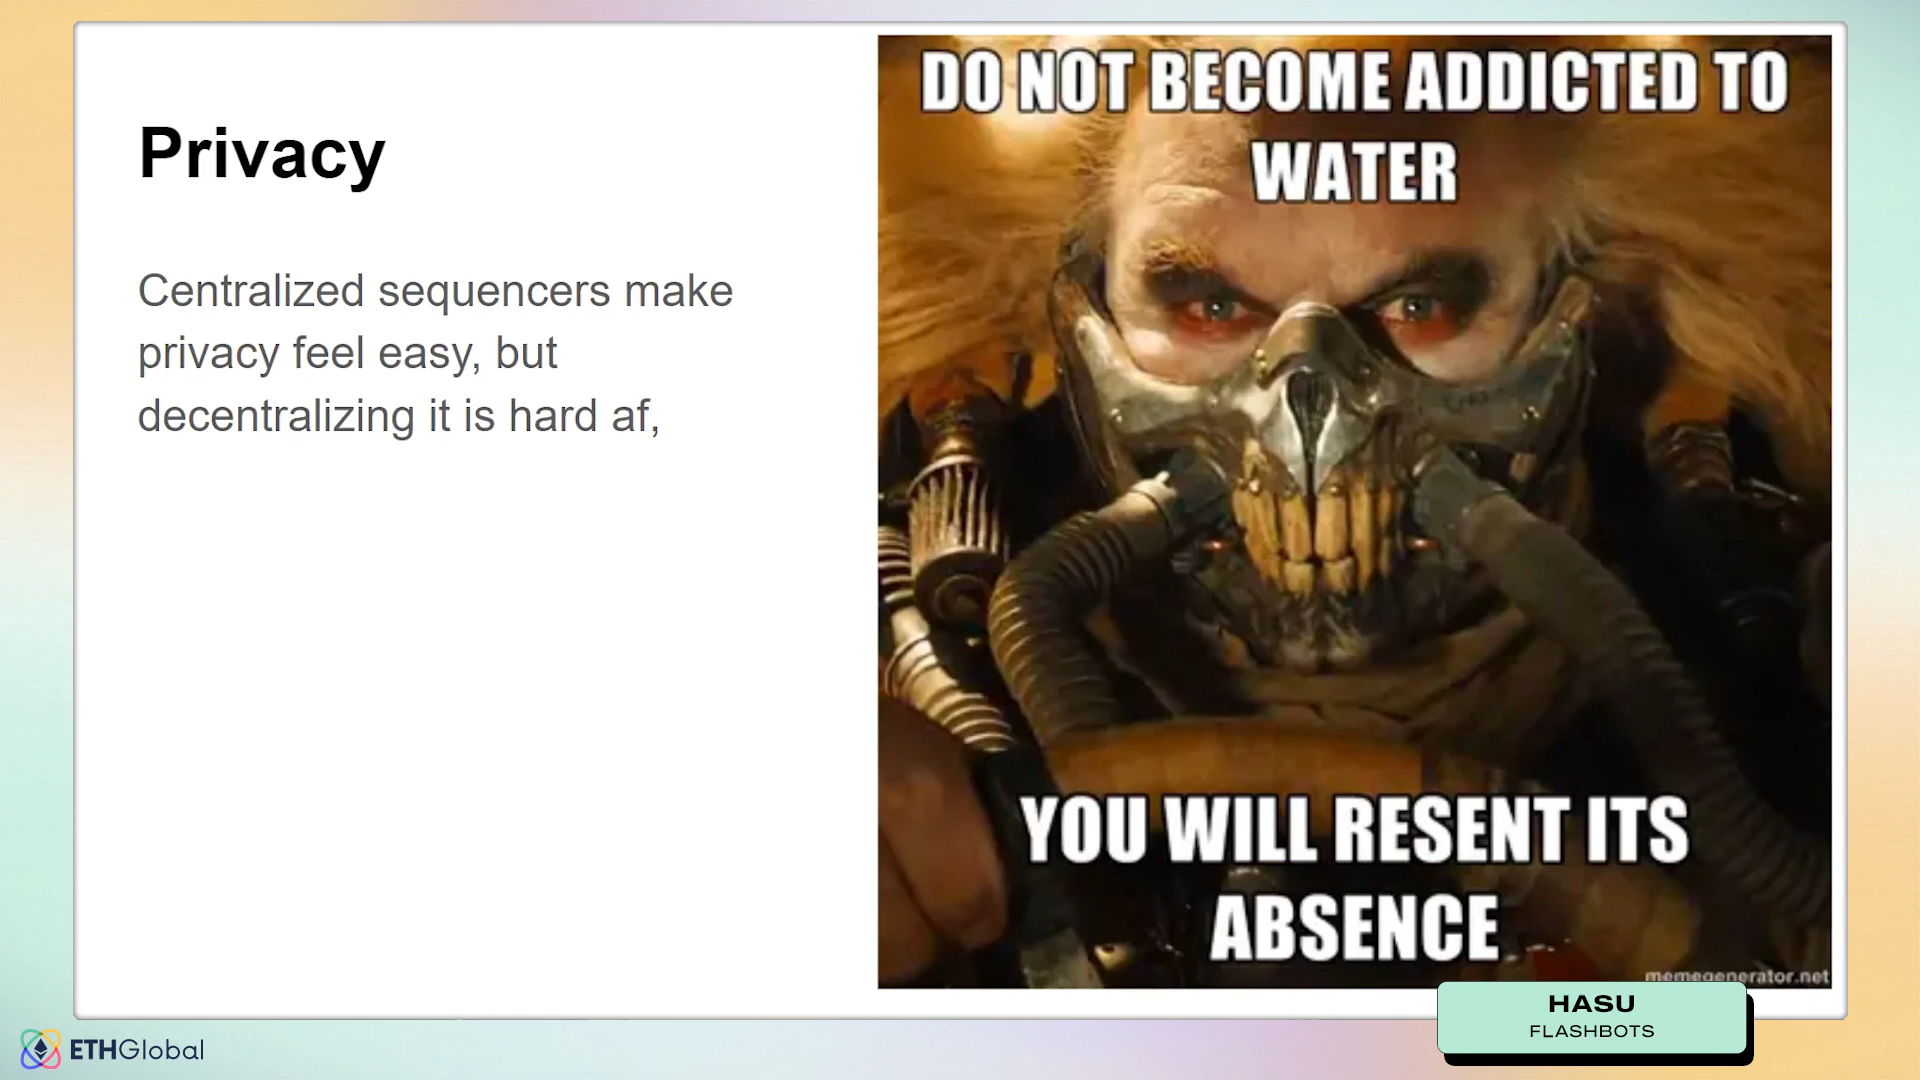 Privacy
Centralized sequencers make
privacy feel easy, but
decentralizing it is hard af,
DO NOT BECOME ADDICTED TO
WATER
YOU WILL RESENT ITS
ABSENCE
memegenerator.net
HASU
FLASHBOTS
ETHGlobal